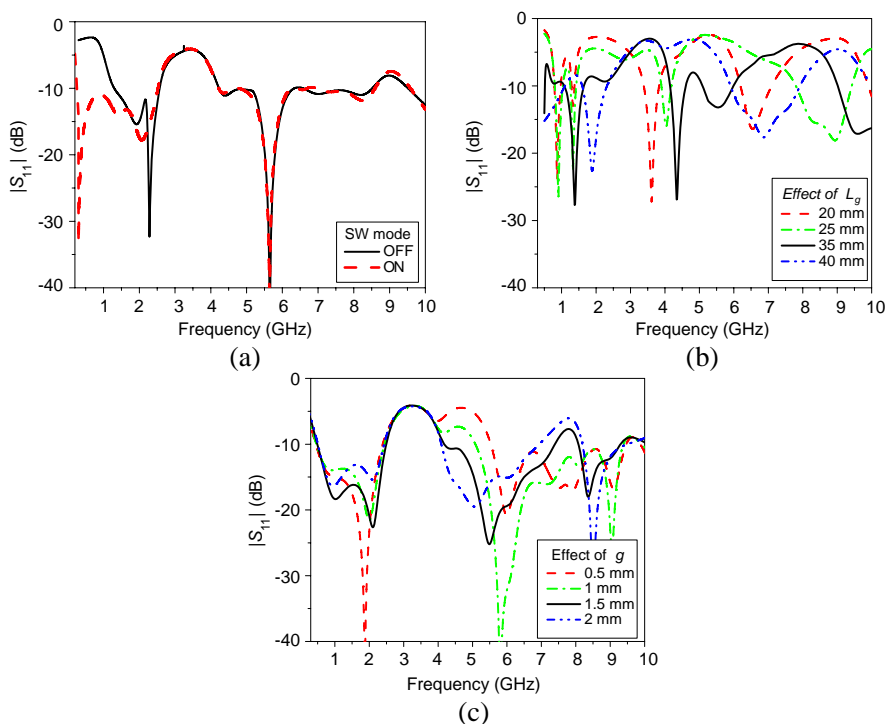 0
-10
-20
-30
-40
|S11| (dB)
SW mode
OFF
ON
1 2 3 4 5 6 7 8 9 10
Frequency (GHz)
(a)
0
-10
-20
-30
-40
|S11| (dB)
Effect of Lg
20 mm
25 mm
35 mm
40 mm
1 2 3 4 5 6 7 8 9 10
Frequency (GHz)
(b)
0
-10
-20
-30
-40
|S11| (dB)
Effect of g
0.5 mm
1 mm
1.5 mm
2 mm
1 2 3 4 5 6 7 8 9 10
Frequency (GHz)
(c)